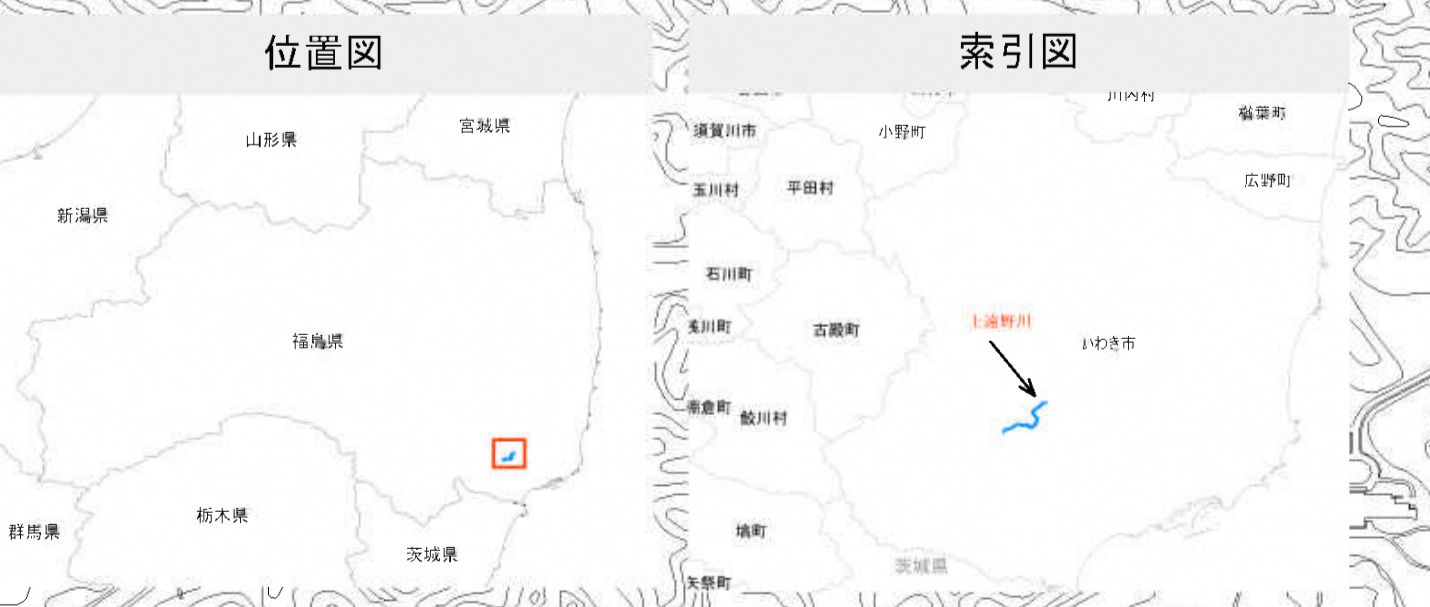 位置図
山形県
宮城県
新潟県
福島県
栃木県
群馬県
茨城県
索引図
川内村
楢葉町
須賀川市
小野町
玉川村
平田村
広野町
石川町
浅川町
古殿町
上遠野川
いわき市
棚倉町
鮫川村
塙町
茨城県
矢祭町